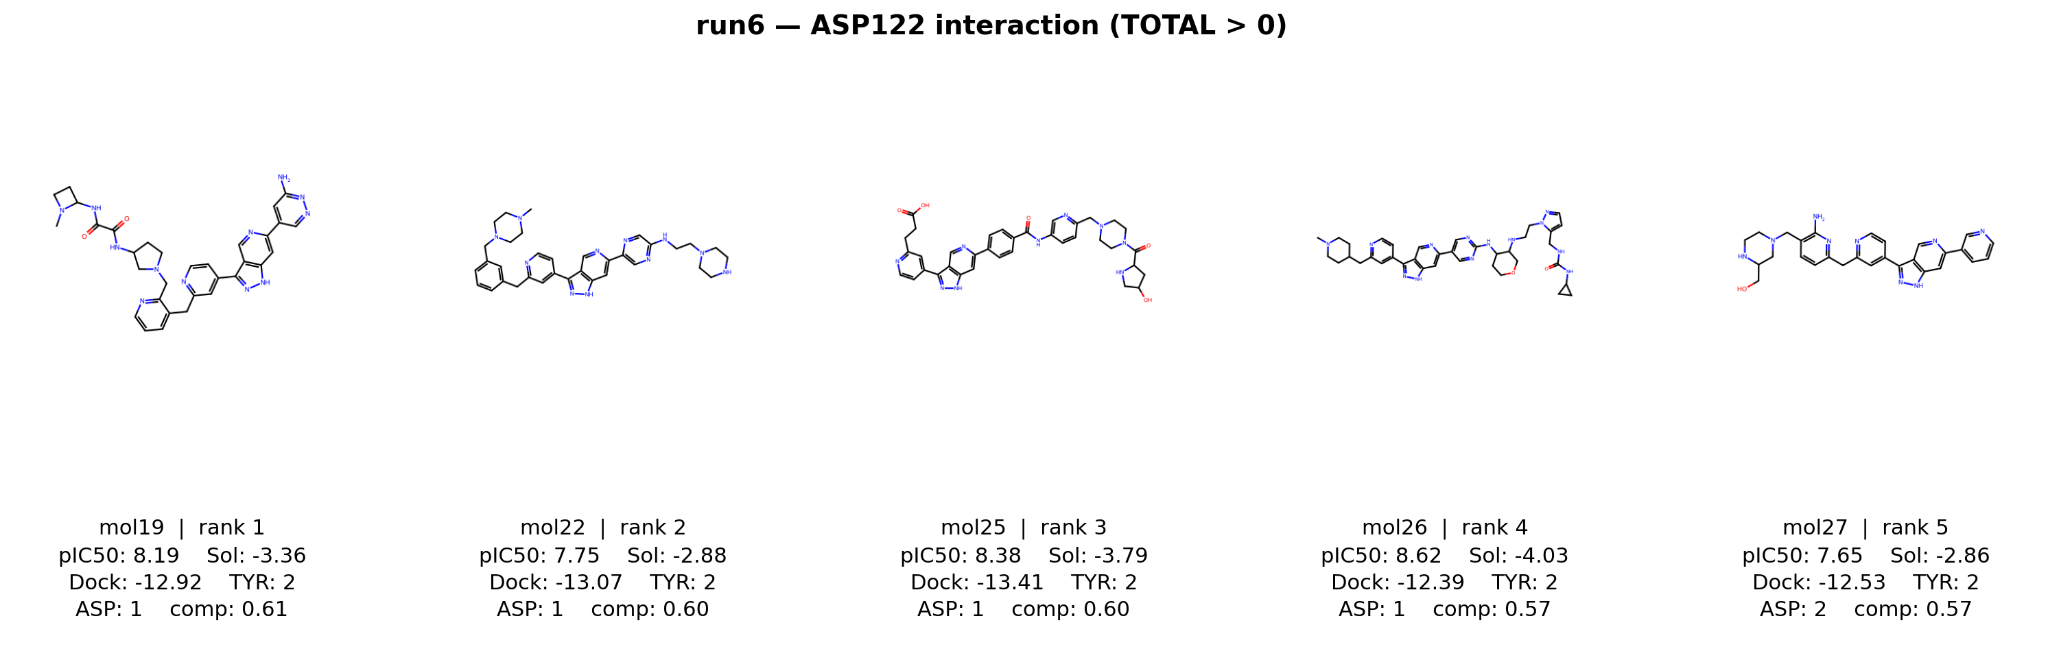 run6 — ASP122 interaction (TOTAL > 0)
mol19 | rank 1
pIC50: 8.19 Sol: -3.36
Dock: -12.92 TYR: 2
ASP: 1 comp: 0.61
mol22 | rank 2
pIC50: 7.75 Sol: -2.88
Dock: -13.07 TYR: 2
ASP: 1 comp: 0.60
mol25 | rank 3
pIC50: 8.38 Sol: -3.79
Dock: -13.41 TYR: 2
ASP: 1 comp: 0.60
mol26 | rank 4
pIC50: 8.62 Sol: -4.03
Dock: -12.39 TYR: 2
ASP: 1 comp: 0.57
mol27 | rank 5
pIC50: 7.65 Sol: -2.86
Dock: -12.53 TYR: 2
ASP: 2 comp: 0.57